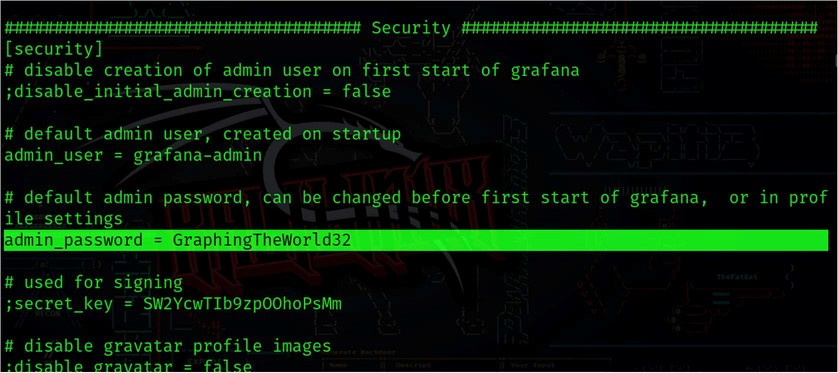 ################################### Security ###################################
[security]
# disable creation of admin user on first start of grafana
;disable_initial_admin_creation = false
# default admin user, created on startup
admin_user = grafana-admin
# default admin password, can be changed before first start of grafana,  or in prof
ile settings
admin_password = GraphingTheWorld32
# used for signing
;secret_key = SW2YcwTIb9zpOOhoPsMm
# disable gravatar profile images
;disable_gravatar = false